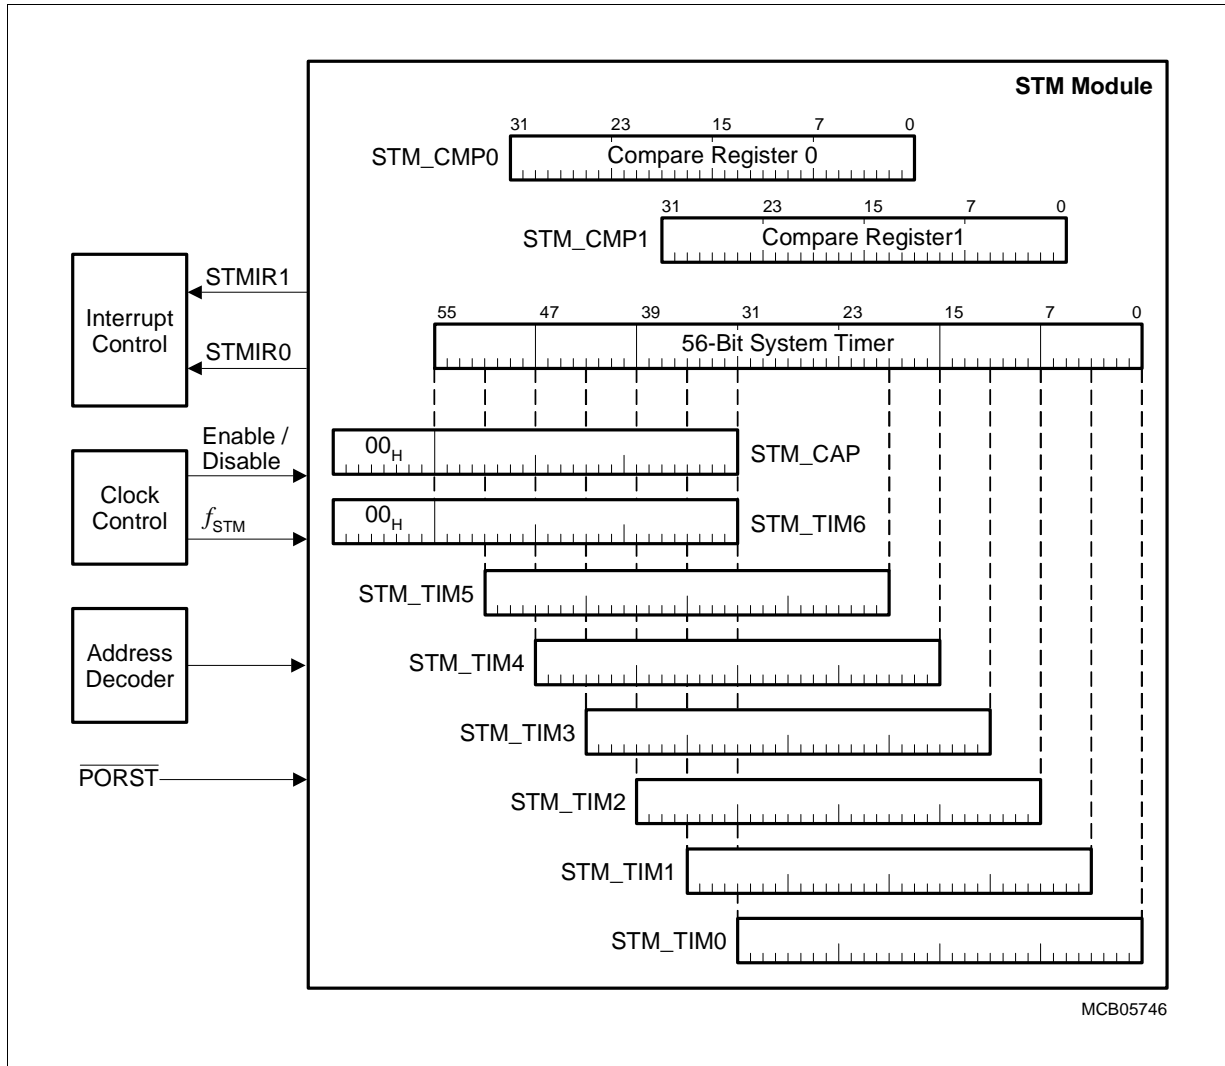 STM Module
31 23 15 7 0
STM_CMP0 Compare Register 0
31 23 15 7 0
STM_CMP1 Compare Register1
STMIR1
Interrupt
Control
STMIR0
55 47 39 31 23 15 7 0
56-Bit System Timer
Enable /
Disable
Clock
Control
fSTM
00H STM_CAP
00H STM_TIM6
STM_TIM5
Address
Decoder
STM_TIM4
STM_TIM3
PORST
STM_TIM2
STM_TIM1
STM_TIM0
MCB05746